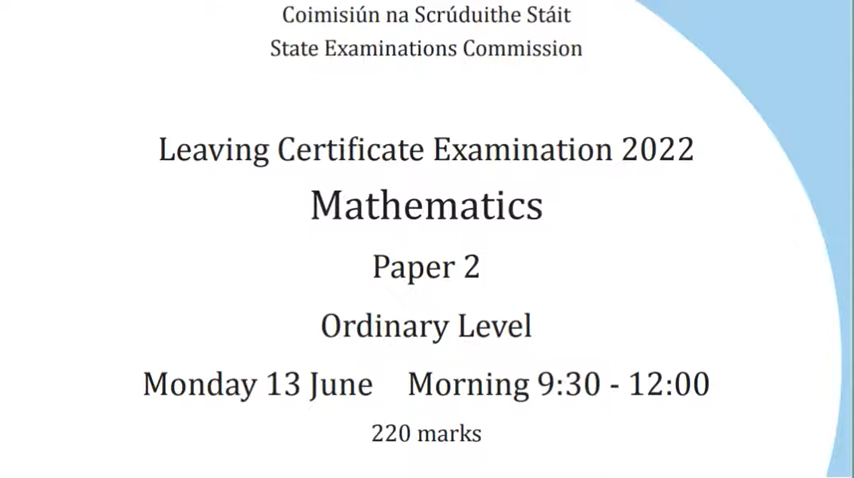 Coimisiún na Scrúduithe Stáit
State Examinations Commission
Leaving Certificate Examination 2022
Mathematics
Paper 2
Ordinary Level
Monday 13 June Morning 9:30 - 12:00
220 marks